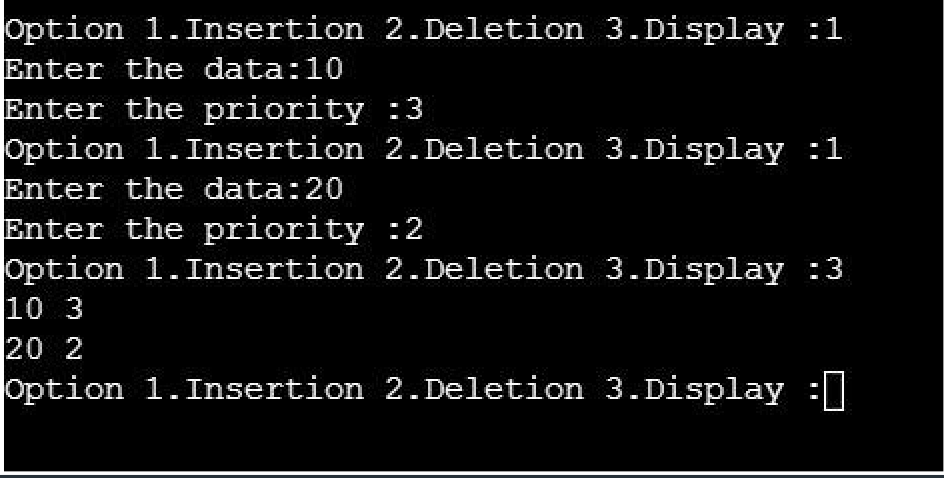 Option 1.Insertion 2.Deletion 3.Display :1
Enter the data:10
Enter the priority :3
Option 1.Insertion 2.Deletion 3.Display :1
Enter the data:20
Enter the priority :2
Option 1.Insertion 2.Deletion 3.Display :3
10 3
20 2
Option 1.Insertion 2.Deletion 3.Display :